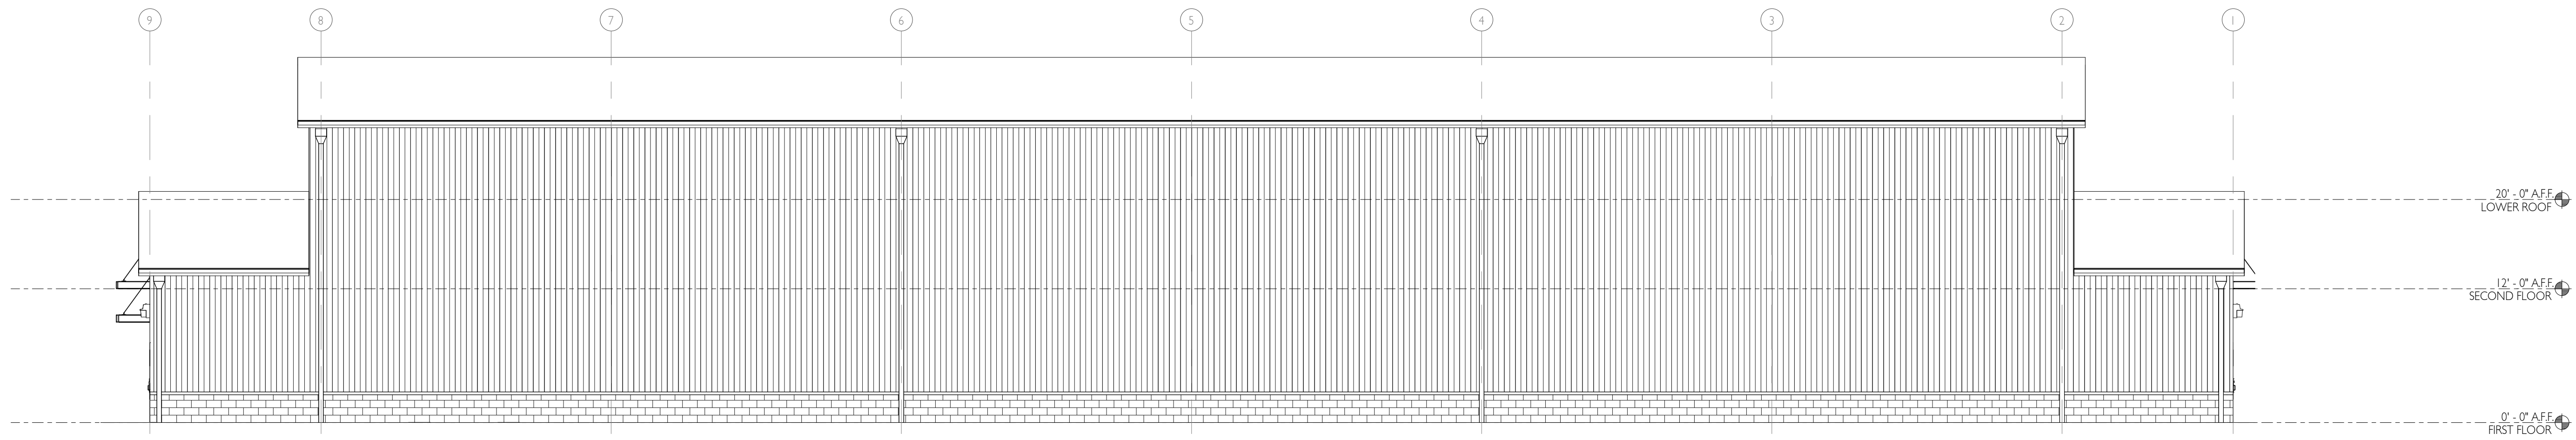 9 8 7 6 5 4 3 2 1
20' - 0" A.F.F.
LOWER ROOF
12' - 0" A.F.F.
SECOND FLOOR
0' - 0" A.F.F.
FIRST FLOOR